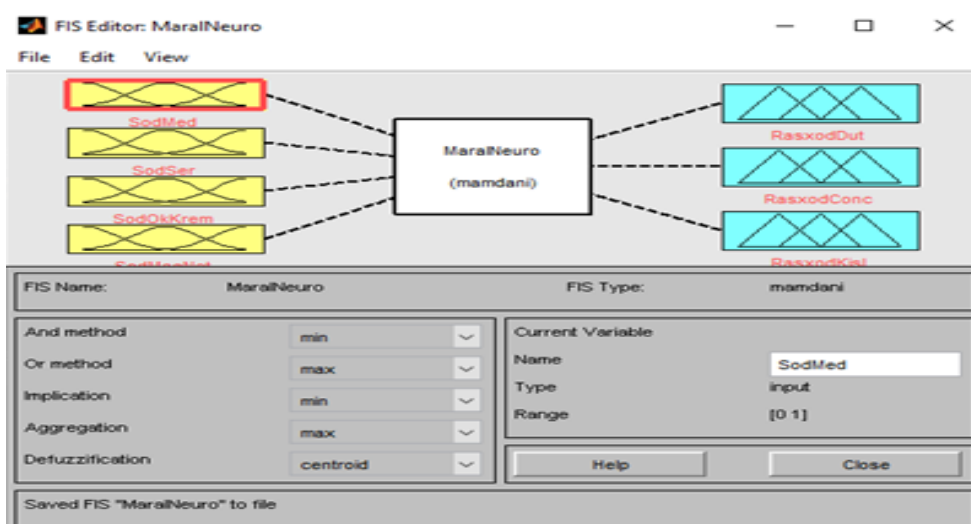 FIS Editor: MaralNeuro
File Edit View
SodMed
SodSer
SodOkKrem
MaralNeuro
(mamdani)
RasxodDut
RasxodConc
RasxodKisl
FIS Name: MaralNeuro FIS Type: mamdani
And method min
Or method max
Implication min
Aggregation max
Defuzzification centroid
Current Variable
Name SodMed
Type input
Range [0 1]
Help Close
Saved FIS "MaralNeuro" to file